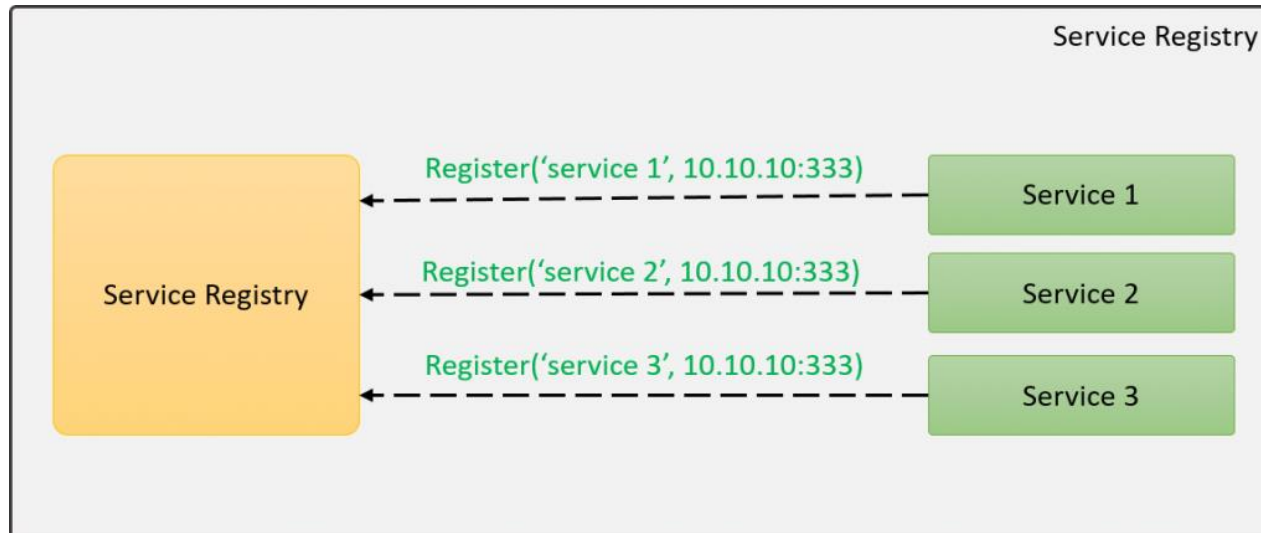 Service Registry
Register(‘service 1’, 10.10.10:333)
Service 1
Service Registry
Register(‘service 2’, 10.10.10:333)
Service 2
Register(‘service 3’, 10.10.10:333)
Service 3